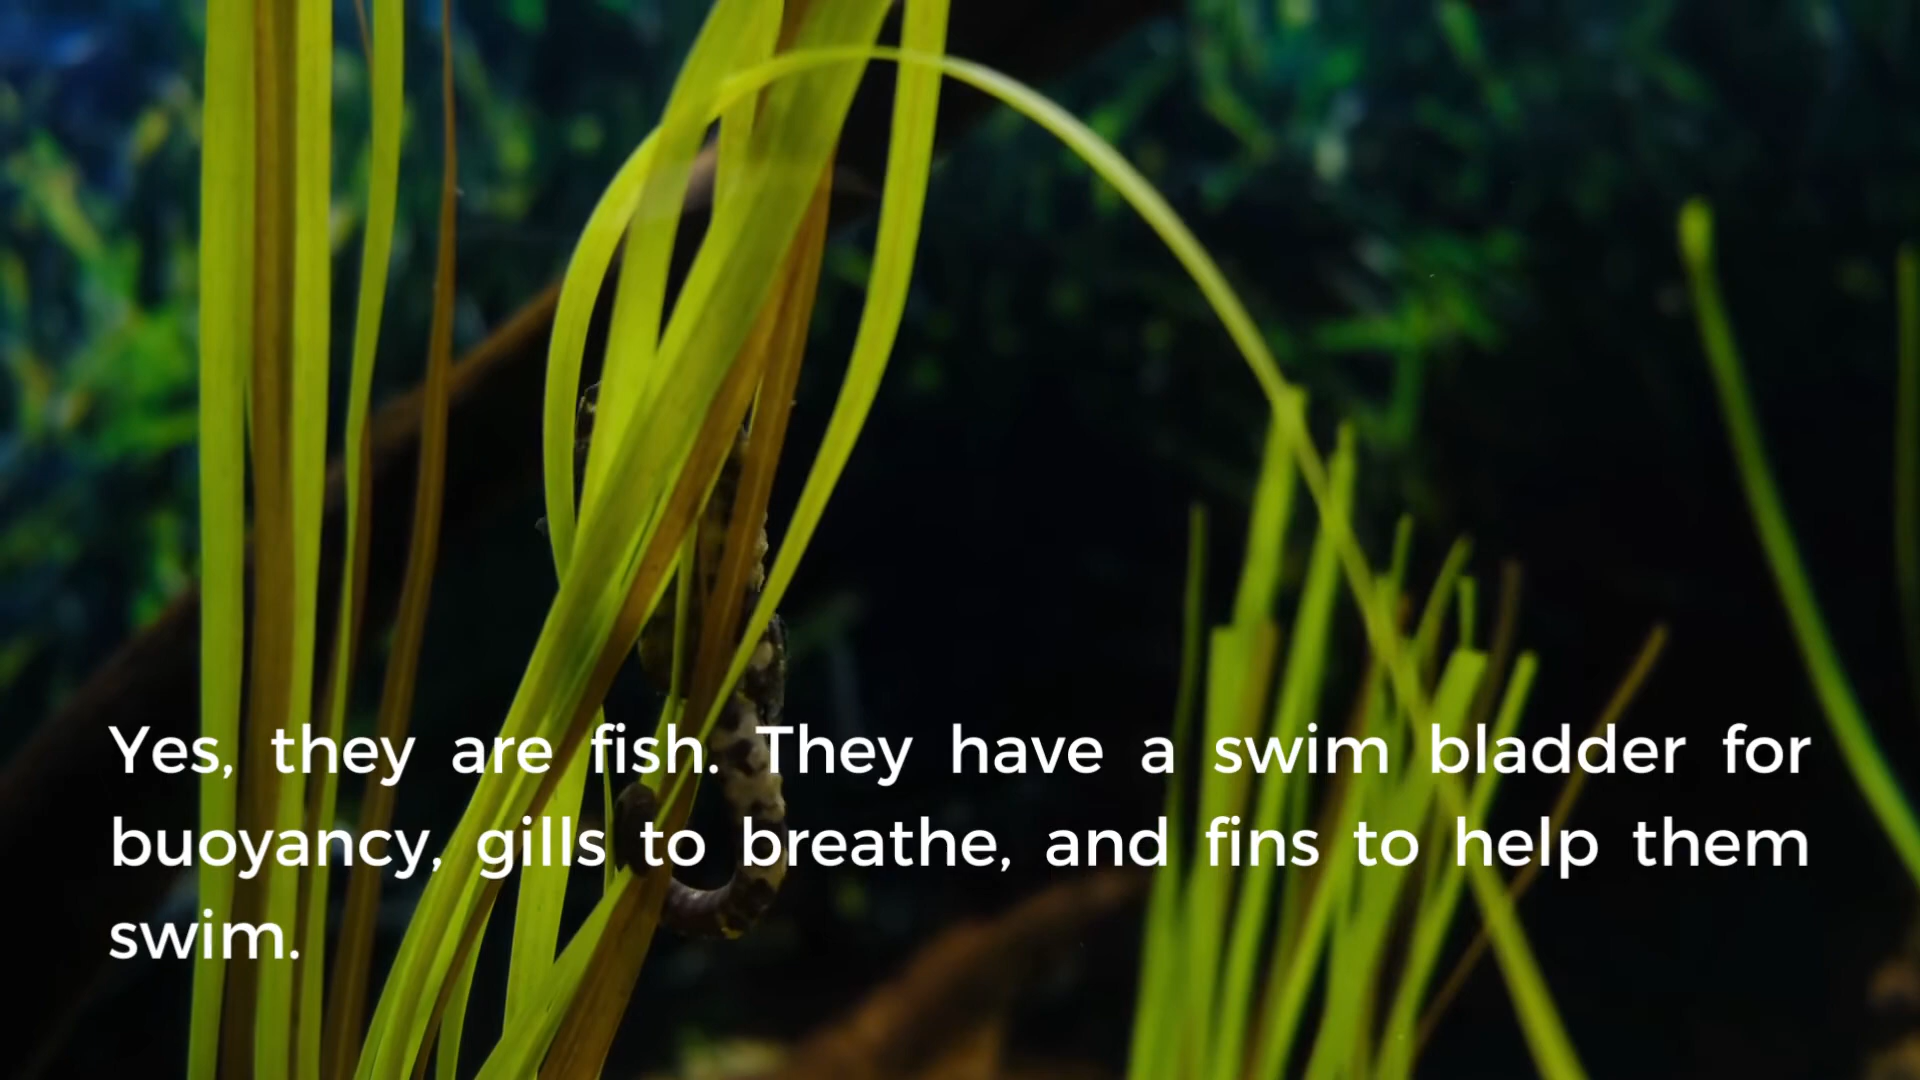 Yes, they are fish. They have a swim bladder for
buoyancy, gills to breathe, and fins to help them
swim.